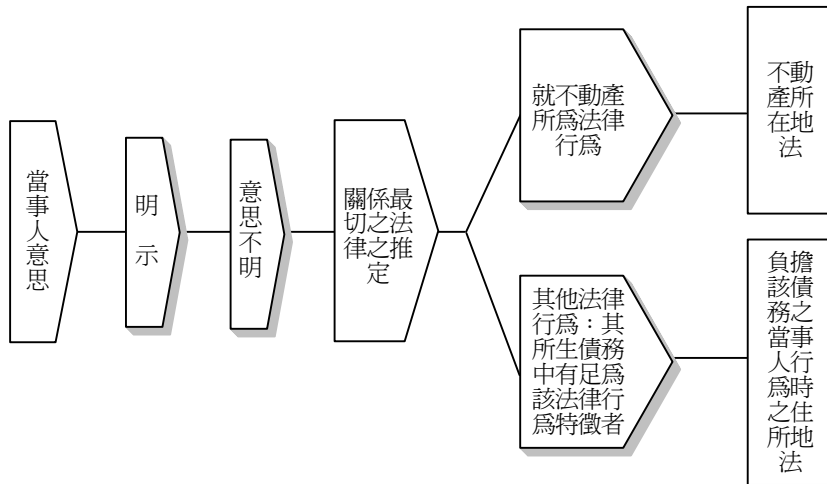 當事人意思
明示
意思不明
關係最
切之法
律之推
定
就不動產
所爲法律
行爲
不動
產所
在地
法
其他法律
行爲：其
所生債務
中有足爲
該法律行
爲特徵者
負擔
該債
務之
當事
人行
爲時
之住
所地
法